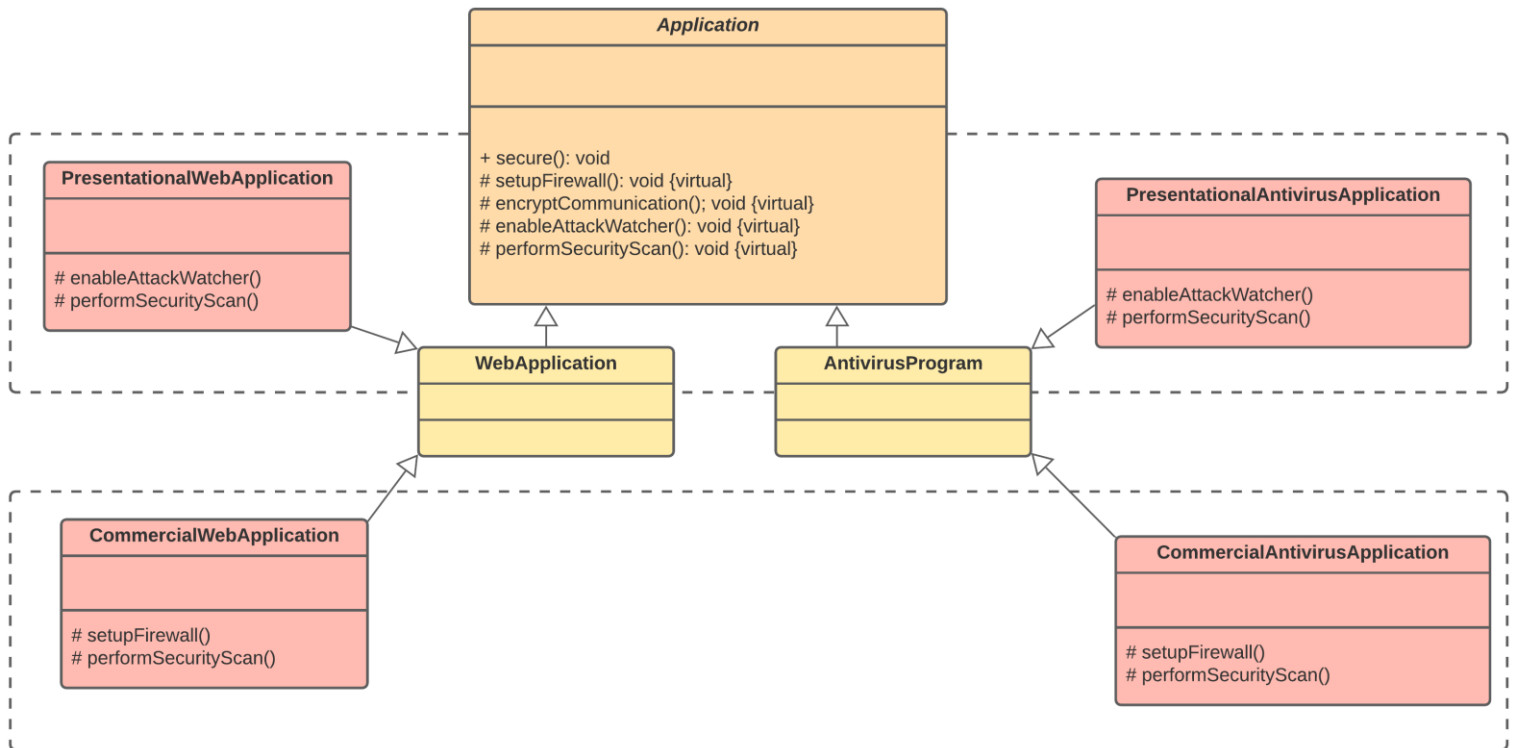 Application
+ secure(): void
# setupFirewall(): void {virtual}
# encryptCommunication(); void {virtual}
# enableAttackWatcher(): void {virtual}
# performSecurityScan(): void {virtual}
PresentationalWebApplication
# enableAttackWatcher()
# performSecurityScan()
PresentationalAntivirusApplication
# enableAttackWatcher()
# performSecurityScan()
WebApplication
AntivirusProgram
CommercialWebApplication
# setupFirewall()
# performSecurityScan()
CommercialAntivirusApplication
# setupFirewall()
# performSecurityScan()